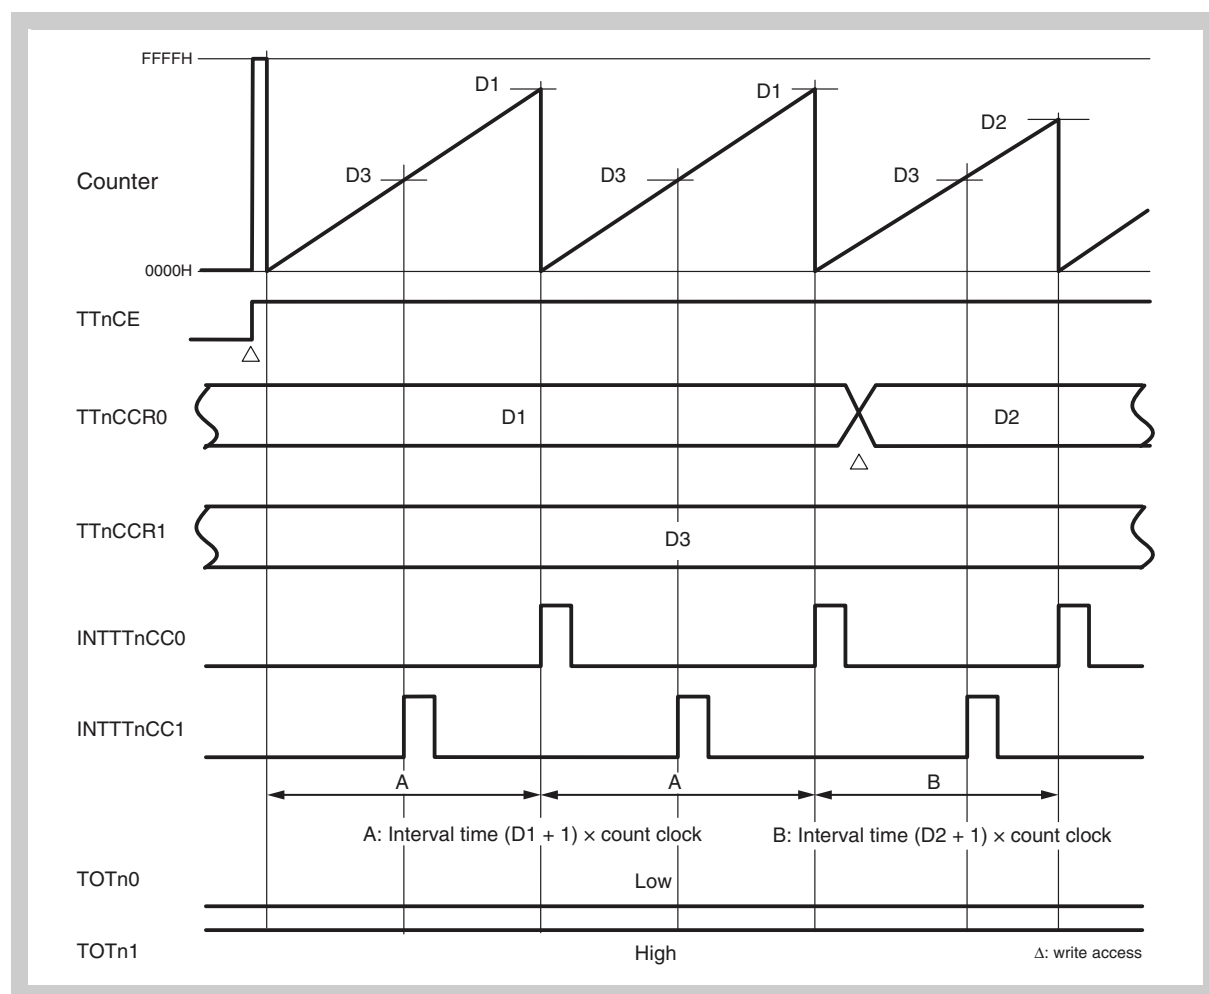 FFFFH
D1
D1
D2
D3
D3
D3
Counter
0000H
TTnCE
△
TTnCCR0
D1
D2
△
TTnCCR1
D3
INTTTnCC0
INTTTnCC1
A
A
B
A: Interval time (D1 + 1) × count clock
B: Interval time (D2 + 1) × count clock
TOTn0
Low
TOTn1
High
Δ: write access